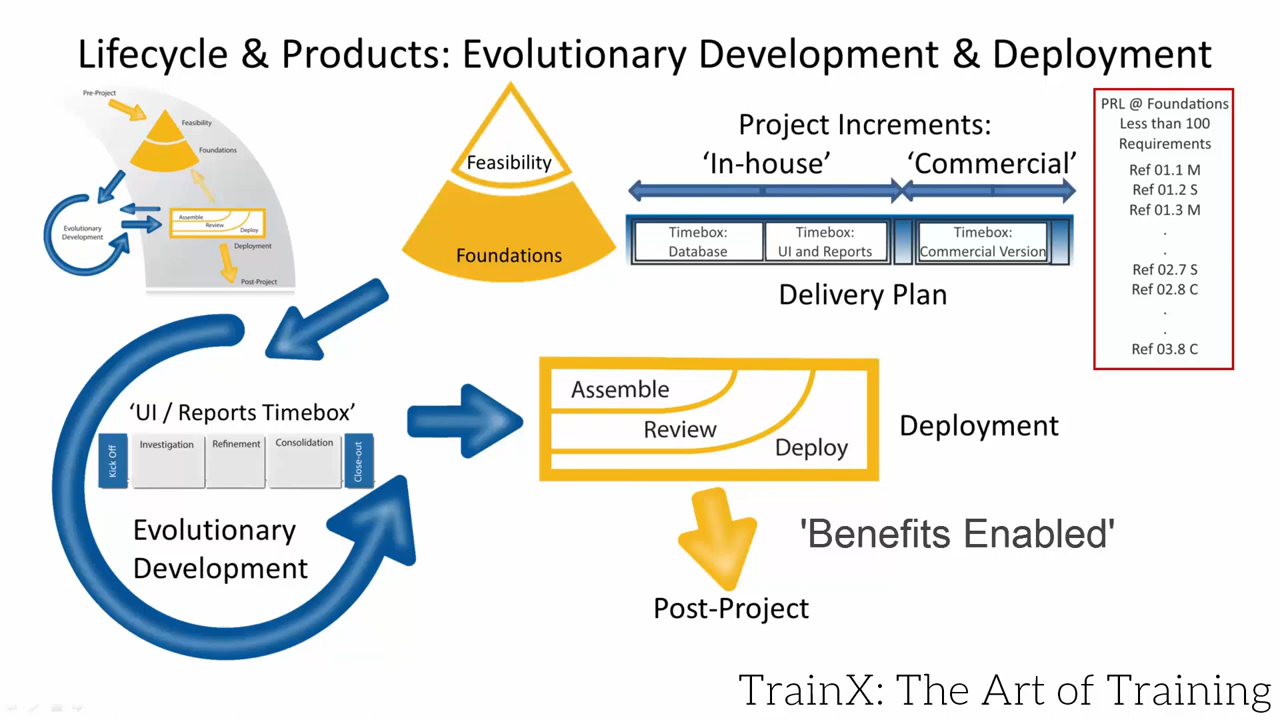 Lifecycle & Products: Evolutionary Development & Deployment
Pre-Project
Feasibility
Foundations
Evolutionary
Development
Assemble
Review
Deploy
Deployment
Post-Project
Feasibility
Foundations
Project Increments:
‘In-house’
‘Commercial’
Timebox:
Database
Timebox:
UI and Reports
Timebox:
Commercial Version
Delivery Plan
PRL @ Foundations
Less than 100
Requirements
Ref 01.1 M
Ref 01.2 S
Ref 01.3 M
.
.
Ref 02.7 S
Ref 02.8 C
.
.
Ref 03.8 C
‘UI / Reports Timebox’
Kick Off
Investigation
Refinement
Consolidation
Close-out
Evolutionary
Development
Assemble
Review
Deploy
Deployment
'Benefits Enabled'
Post-Project
TrainX: The Art of Training